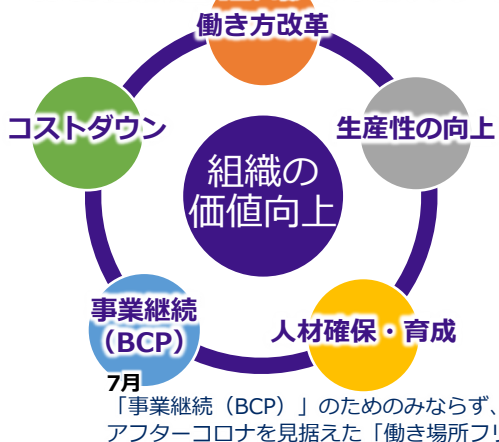 働き方改革
コストダウン
生産性の向上
組織の
価値向上
事業継続
（BCP）
人材確保・育成
7月
「事業継続（BCP）」のためのみならず、
アフターコロナを見据えた「働き場所フリ